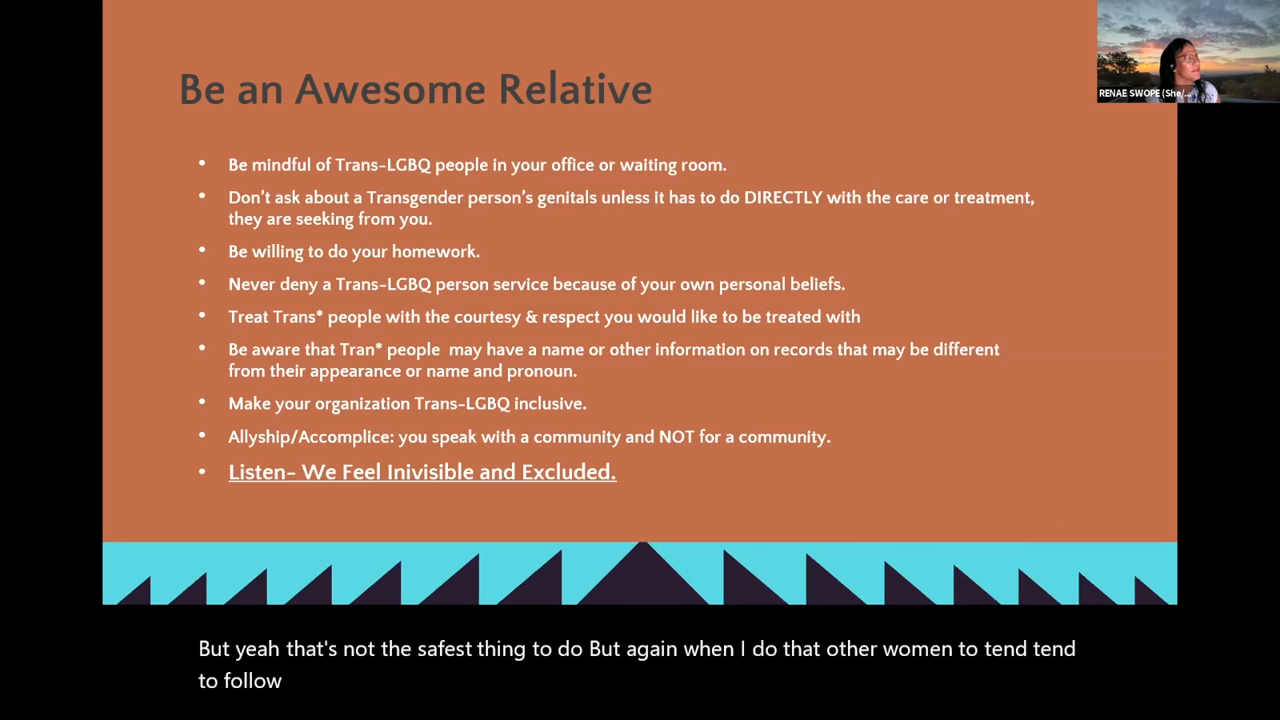 Be an Awesome Relative
RENAE SWOPE (She/...
• Be mindful of Trans-LGBQ people in your office or waiting room.
• Don't ask about a Transgender person's genitals unless it has to do DIRECTLY with the care or treatment,
they are seeking from you.
• Be willing to do your homework.
• Never deny a Trans-LGBQ person service because of your own personal beliefs.
• Treat Trans* people with the courtesy & respect you would like to be treated with
• Be aware that Tran* people  may have a name or other information on records that may be different
from their appearance or name and pronoun.
• Make your organization Trans-LGBQ inclusive.
• Allyship/Accomplice: you speak with a community and NOT for a community.
• Listen- We Feel Inivisible and Excluded.
But yeah that's not the safest thing to do But again when I do that other women to tend tend
to follow